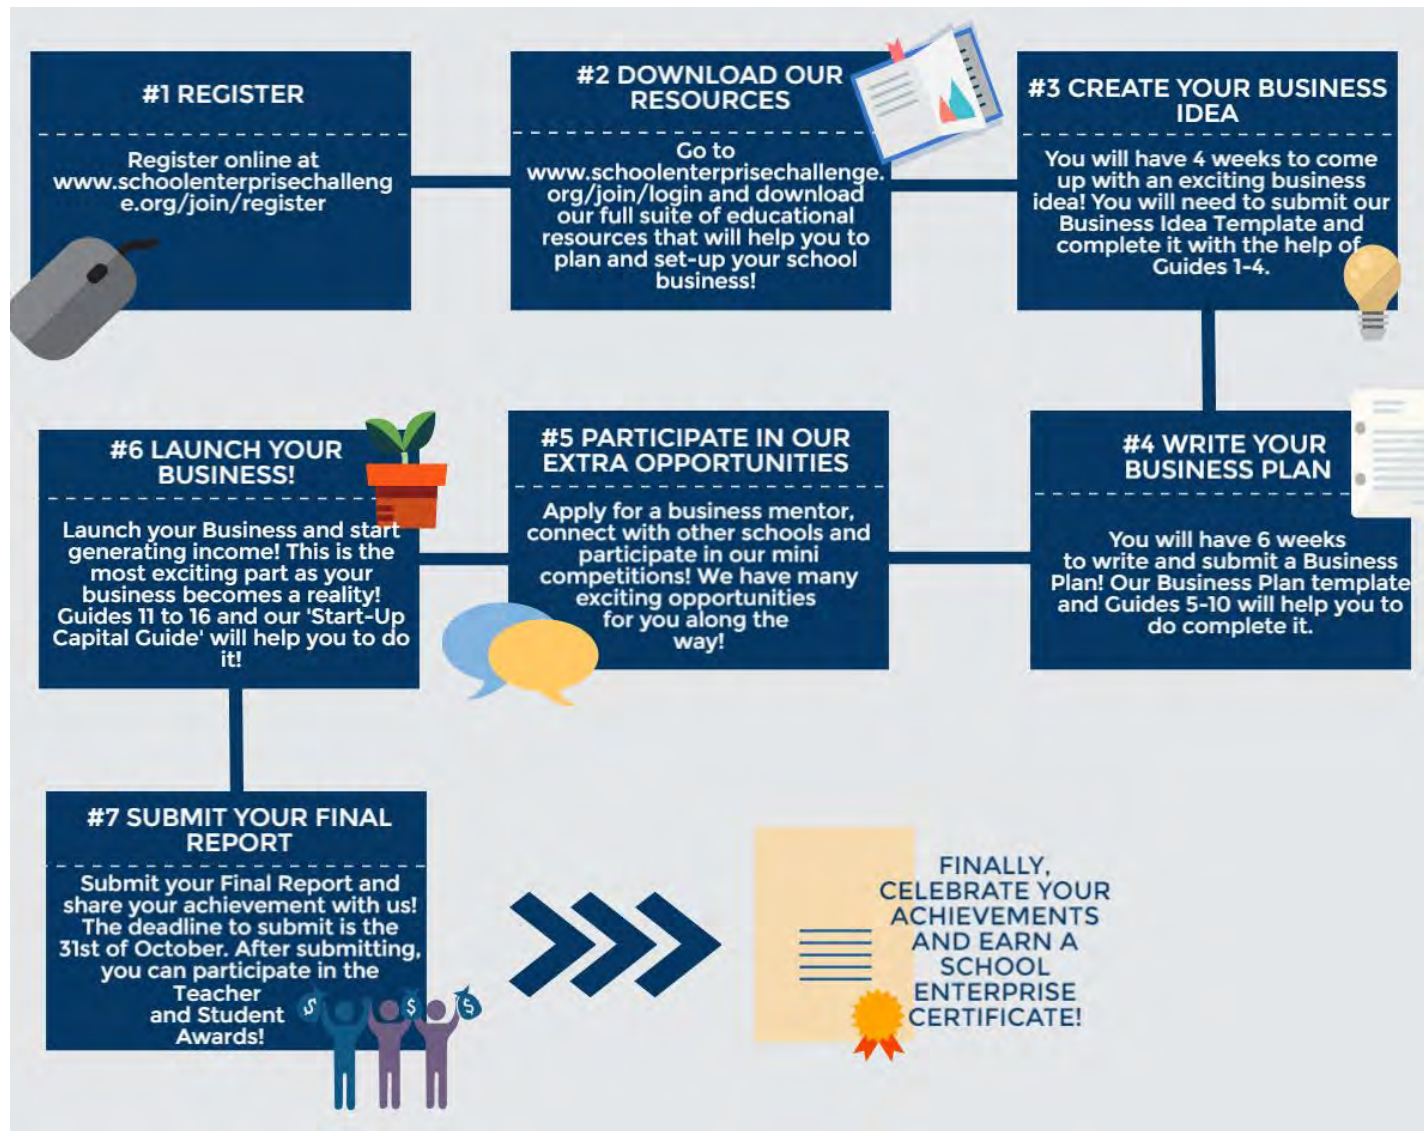 #1 REGISTER
Register online at
www.schoolenterprisechalleng
e.org/join/register
#2 DOWNLOAD OUR
RESOURCES
Go to
www.schoolenterprisechallenge.
org/join/login and download
our full suite of educational
resources that will help you to
plan and set-up your school
business!
#3 CREATE YOUR BUSINESS
IDEA
You will have 4 weeks to come
up with an exciting business
idea! You will need to submit our
Business Idea Template and
complete it with the help of
Guides 1-4.
#4 WRITE YOUR
BUSINESS PLAN
You will have 6 weeks
to write and submit a Business
Plan! Our Business Plan template
and Guides 5-10 will help you to
do complete it.
#5 PARTICIPATE IN OUR
EXTRA OPPORTUNITIES
Apply for a business mentor,
connect with other schools and
participate in our mini
competitions! We have many
exciting opportunities
for you along the
way!
#6 LAUNCH YOUR
BUSINESS!
Launch your Business and start
generating income! This is the
most exciting part as your
business becomes a reality!
Guides 11 to 16 and our 'Start-Up
Capital Guide' will help you to do
it!
#7 SUBMIT YOUR FINAL
REPORT
Submit your Final Report and
share your achievement with us!
The deadline to submit is the
31st of October. After submitting,
you can participate in the
Teacher
and Student
Awards!
$ $ $
FINALLY,
CELEBRATE YOUR
ACHIEVEMENTS
AND EARN A
SCHOOL
ENTERPRISE
CERTIFICATE!